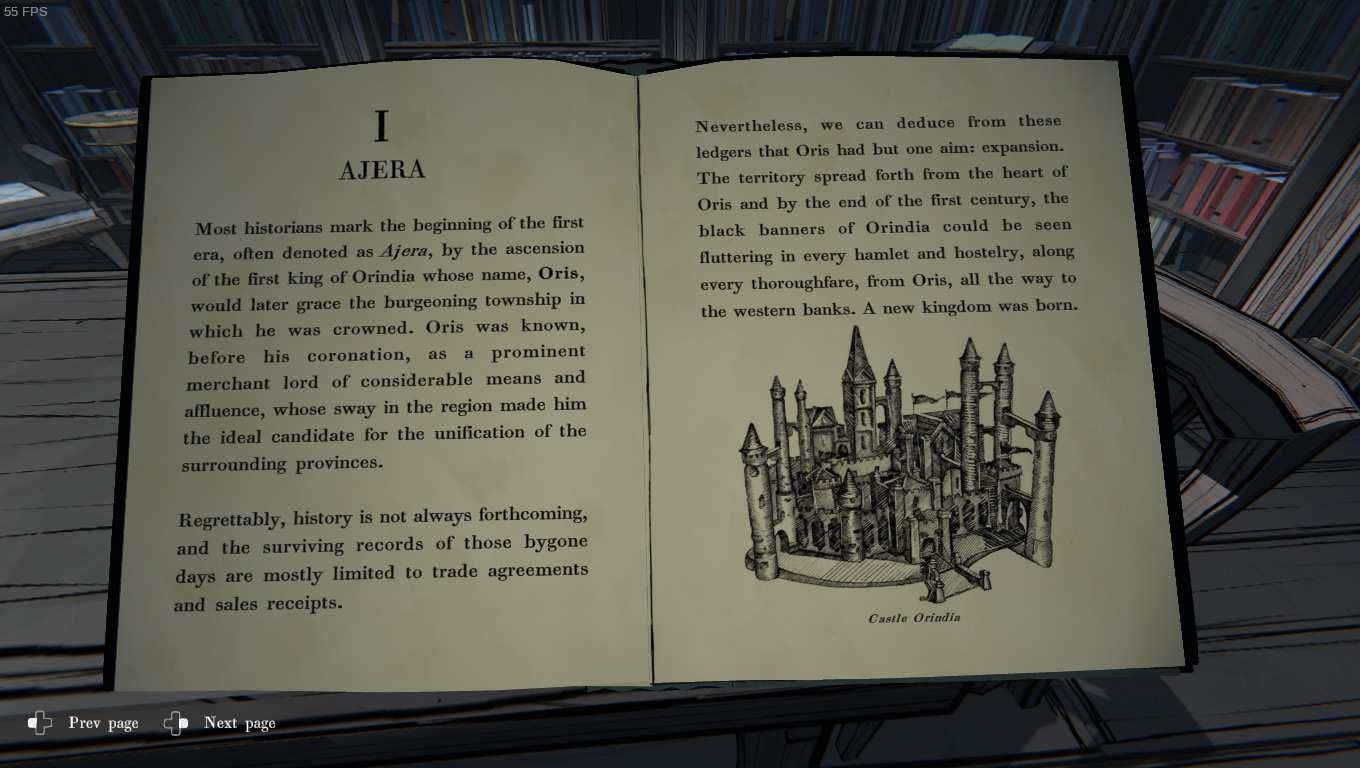 55 FPS
I
AJERA
Most historians mark the beginning of the first
era, often denoted as Ajera, by the ascension
of the first king of Orindia whose name, Oris,
would later grace the burgeoning township in
which he was crowned. Oris was known,
before his coronation, as a prominent
merchant lord of considerable means and
affluence, whose sway in the region made him
the ideal candidate for the unification of the
surrounding provinces.
Regrettably, history is not always forthcoming,
and the surviving records of those bygone
days are mostly limited to trade agreements
and sales receipts.
Nevertheless, we can deduce from these
ledgers that Oris had but one aim: expansion.
The territory spread forth from the heart of
Oris and by the end of the first century, the
black banners of Orindia could be seen
fluttering in every hamlet and hostelry, along
every thoroughfare, from Oris, all the way to
the western banks. A new kingdom was born.
Castle Orindia
Prev page Next page